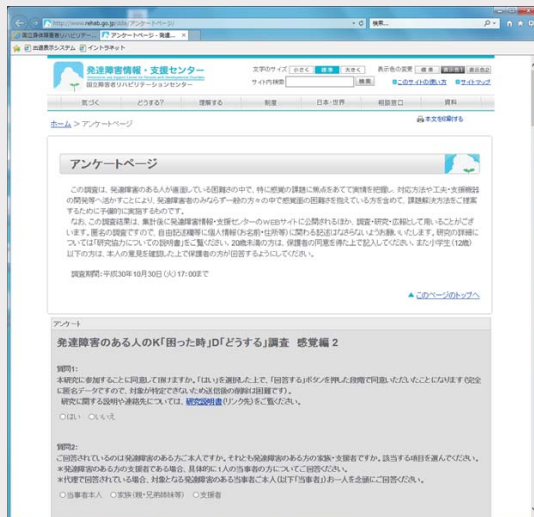 http://www.rehab.go.jp/ddis/アンケートページ/
検索...
国立身体障害者リハビリテー...
アンケートページ - 発達...
出退表示システム
イントラネット
発達障害情報・支援センター
国立障害者リハビリテーションセンター
文字のサイズ 小さく 標準 大きく
表示色の変更 標準 表示色1 表示色2
サイト内検索 検索
このサイトの使い方
サイトマップ
気づく
どうする?
理解する
制度
日本・世界
相談窓口
資料
ホーム > アンケートページ
本文を印刷する
アンケートページ
この調査は、発達障害のある人が直面している困難さの中で、特に感覚の課題に焦点をあてて実情を把握し、対応方法や工夫・支援機器
の開発等へ活かすことにより、発達障害者のみならず一般の方々の中で感覚面の困難さを抱えている方を含めて、課題解決方法をご提案
するために予備的に実施するものです。
なお、この調査結果は、集計後に発達障害情報・支援センターのWEBサイトに公開されるほか、調査・研究・広報として用いることがござ
います。匿名の調査ですので、自由記述欄等に個人情報(お名前・住所等)に関わる記述はなさらないようお願いいたします。研究の詳細に
ついては「研究協力についての説明書」をご覧ください。20歳未満の方は、保護者の同意を得た上で記入してください。また小学生(12歳)
以下の方は、本人の意見を確認した上で保護者の方が回答するようにしてください。
調査期間:平成30年10月30日(火)17:00まで
このページのトップへ
アンケート
発達障害のある人のK「困った時」D「どうする」調査 感覚編2
質問1:
本研究に参加することに同意して頂けますか。「はい」を選択した上で、「回答する」ボタンを押した段階で同意いただいたことになります(完全
に匿名データですので、対象が特定できないため送信後の削除は困難です)。
研究に関する説明や連絡先については、研究説明書(リンク先)をご覧ください。
はい いいえ
質問2:
ご回答されているのは発達障害のある方ご本人ですか。それとも発達障害のある方の家族・支援者ですか。該当する項目を選んでください。
*発達障害のある方の支援者である場合、具体的に1人の当事者の方についてご回答ください。
*代理で回答されている場合、対象となる発達障害のある当事者ご本人(以下「当事者」)お一人を念頭にご回答ください。
当事者本人 家族(親・兄弟姉妹等) 支援者